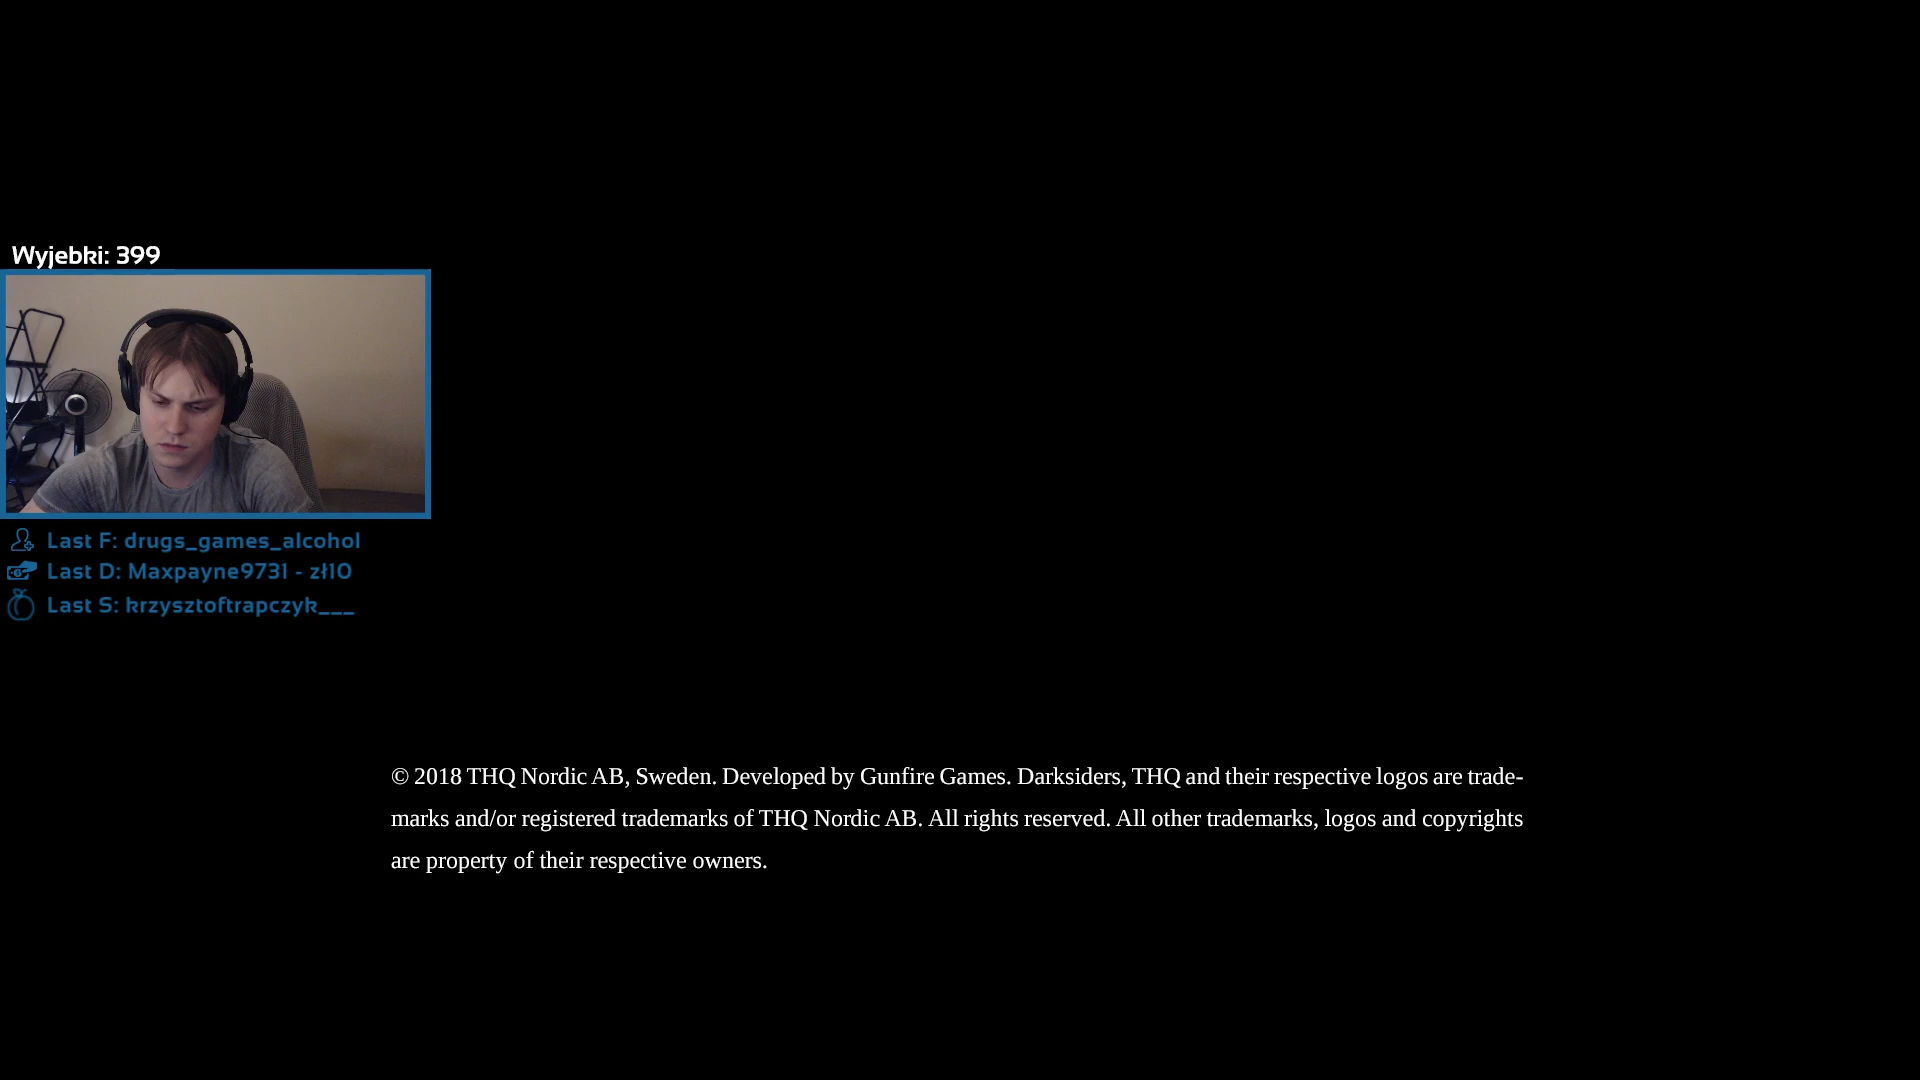 Wyjebki: 399
Last F: drugs_games_alcohol
Last D: Maxpayne9731 - zł10
Last S: krzysztoftrapczyk___
© 2018 THQ Nordic AB, Sweden. Developed by Gunfire Games. Darksiders, THQ and their respective logos are trade-
marks and/or registered trademarks of THQ Nordic AB. All rights reserved. All other trademarks, logos and copyrights
are property of their respective owners.